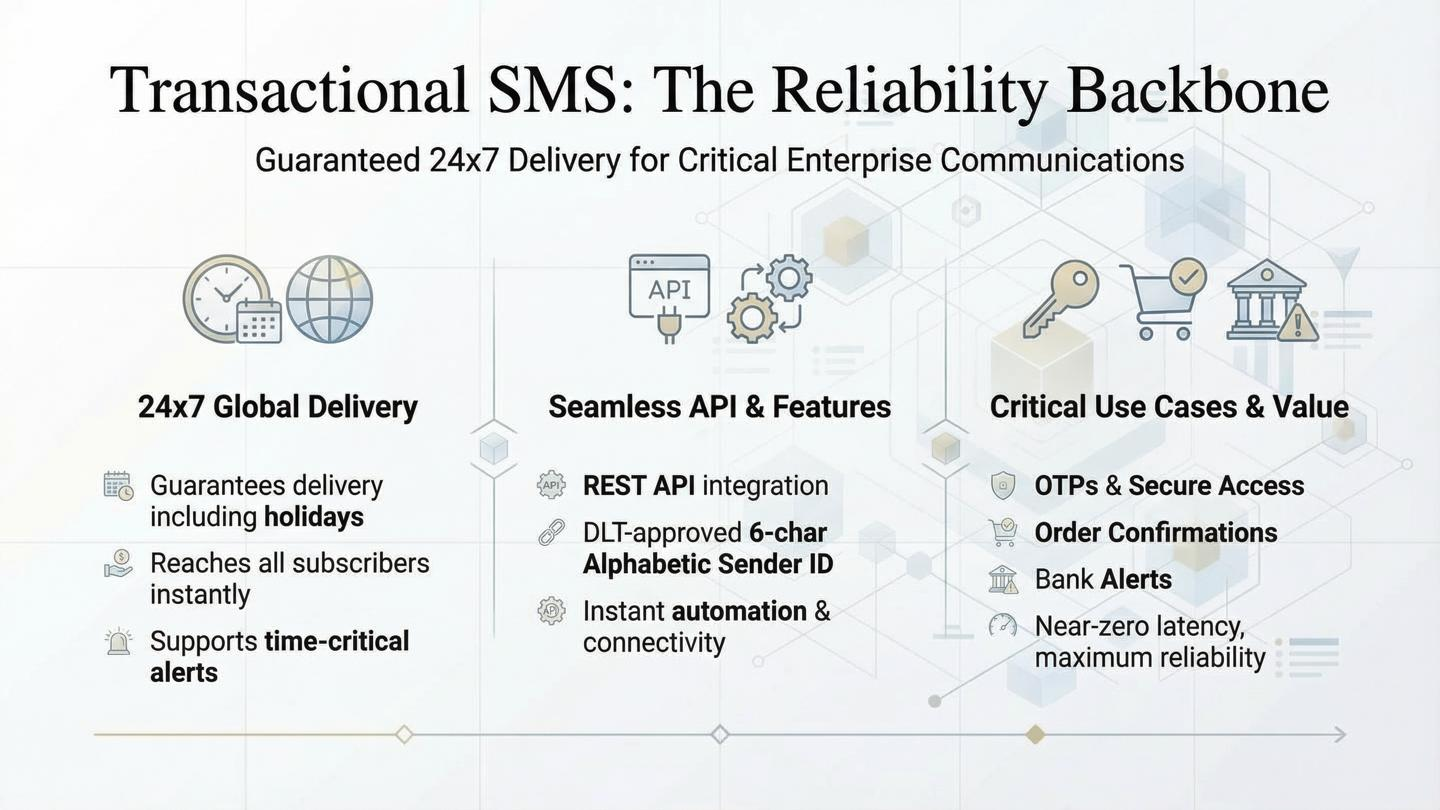 Transactional SMS: The Reliability Backbone
Guaranteed 24x7 Delivery for Critical Enterprise Communications
API
24x7 Global Delivery
Guarantees delivery
including holidays
Reaches all subscribers
instantly
Supports time-critical
alerts
Seamless API & Features
API
REST API integration
DLT-approved 6-char
Alphabetic Sender ID
API
Instant automation &
connectivity
Critical Use Cases & Value
OTPs & Secure Access
Order Confirmations
Bank Alerts
Near-zero latency,
maximum reliability